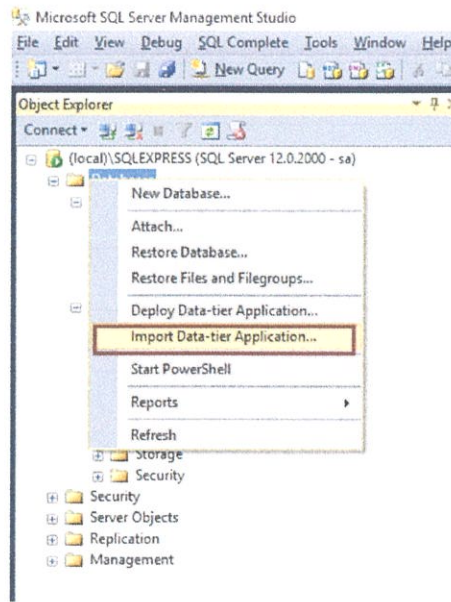 Microsoft SQL Server Management Studio
File Edit View Debug SQL Complete Tools Window Help
New Query
Object Explorer
Connect
(local)\SQLEXPRESS (SQL Server 12.0.2000 - sa)
New Database...
Attach...
Restore Database...
Restore Files and Filegroups...
Deploy Data-tier Application...
Import Data-tier Application...
Start PowerShell
Reports
Refresh
Storage
Security
Security
Server Objects
Replication
Management